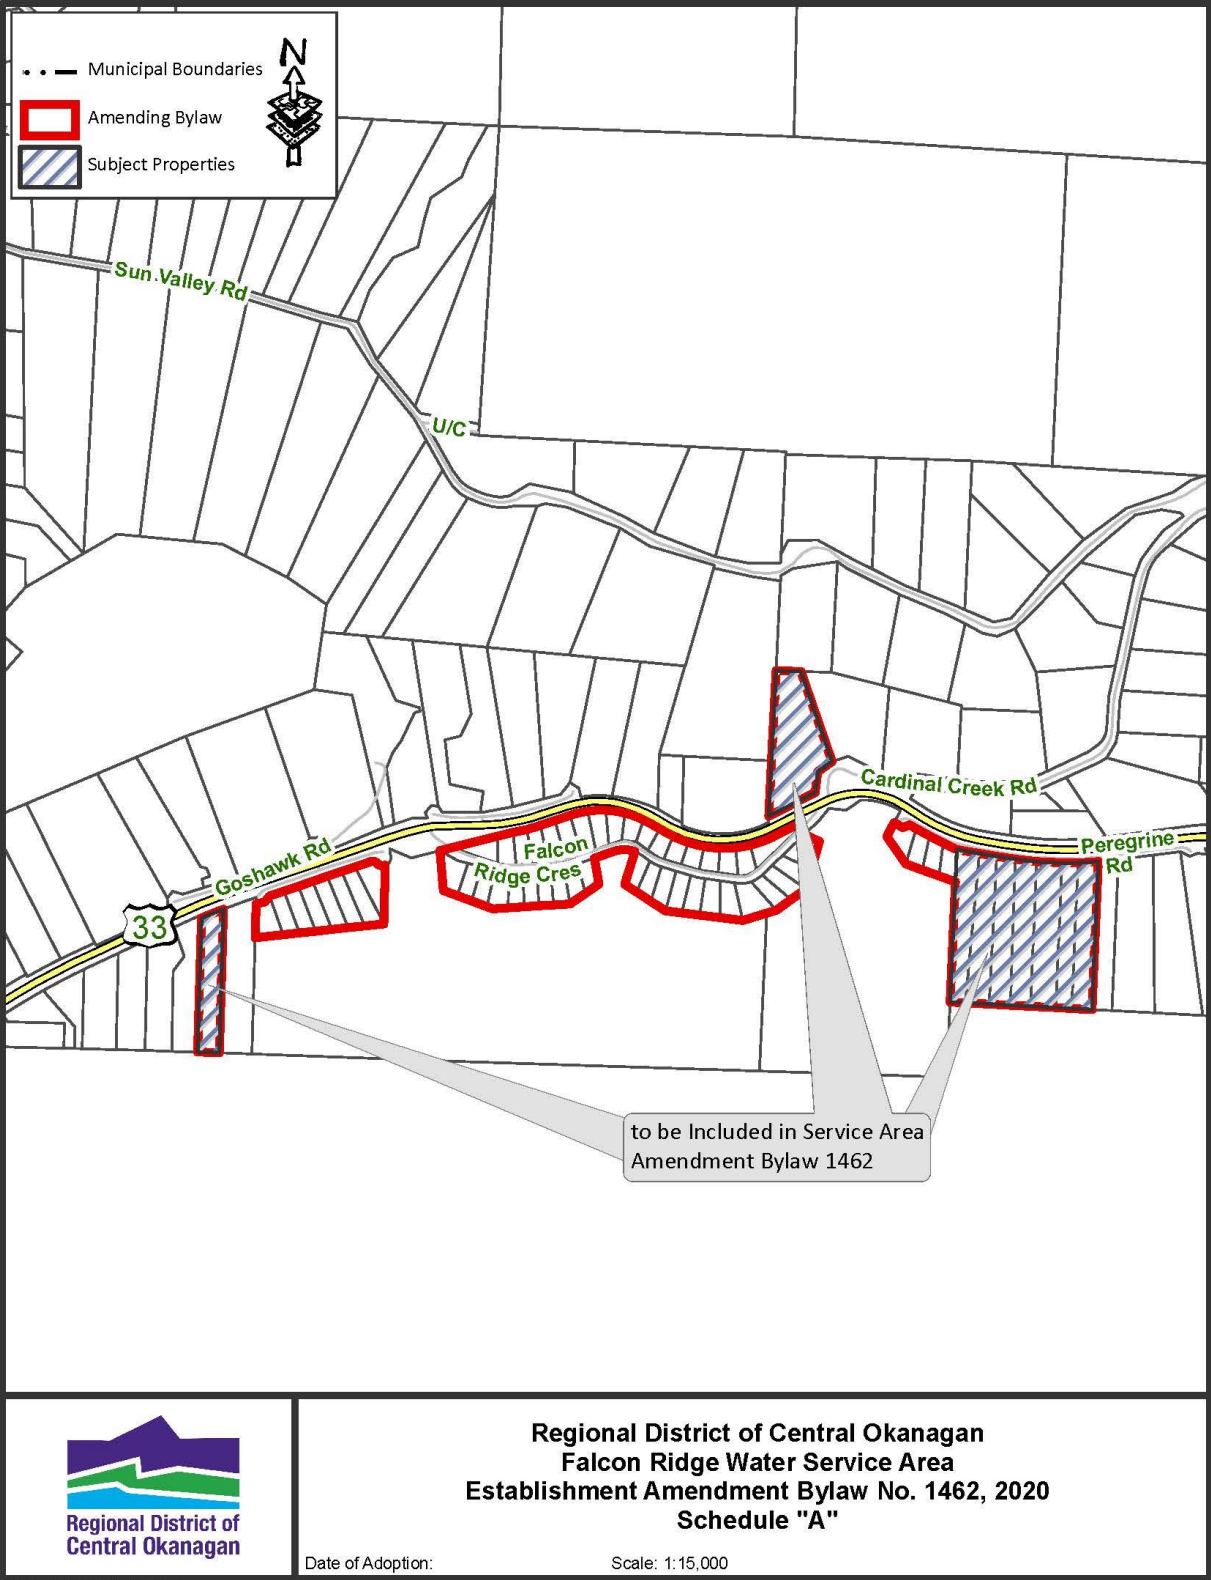 N
Municipal Boundaries
Amending Bylaw
Subject Properties
Sun Valley Rd
U/C
Cardinal Creek Rd
Peregrine
Rd
Falcon
Ridge Cres
Goshawk Rd
33
to be Included in Service Area
Amendment Bylaw 1462
Regional District of
Central Okanagan
Regional District of Central Okanagan
Falcon Ridge Water Service Area
Establishment Amendment Bylaw No. 1462, 2020
Schedule "A"
Date of Adoption:
Scale: 1:15,000